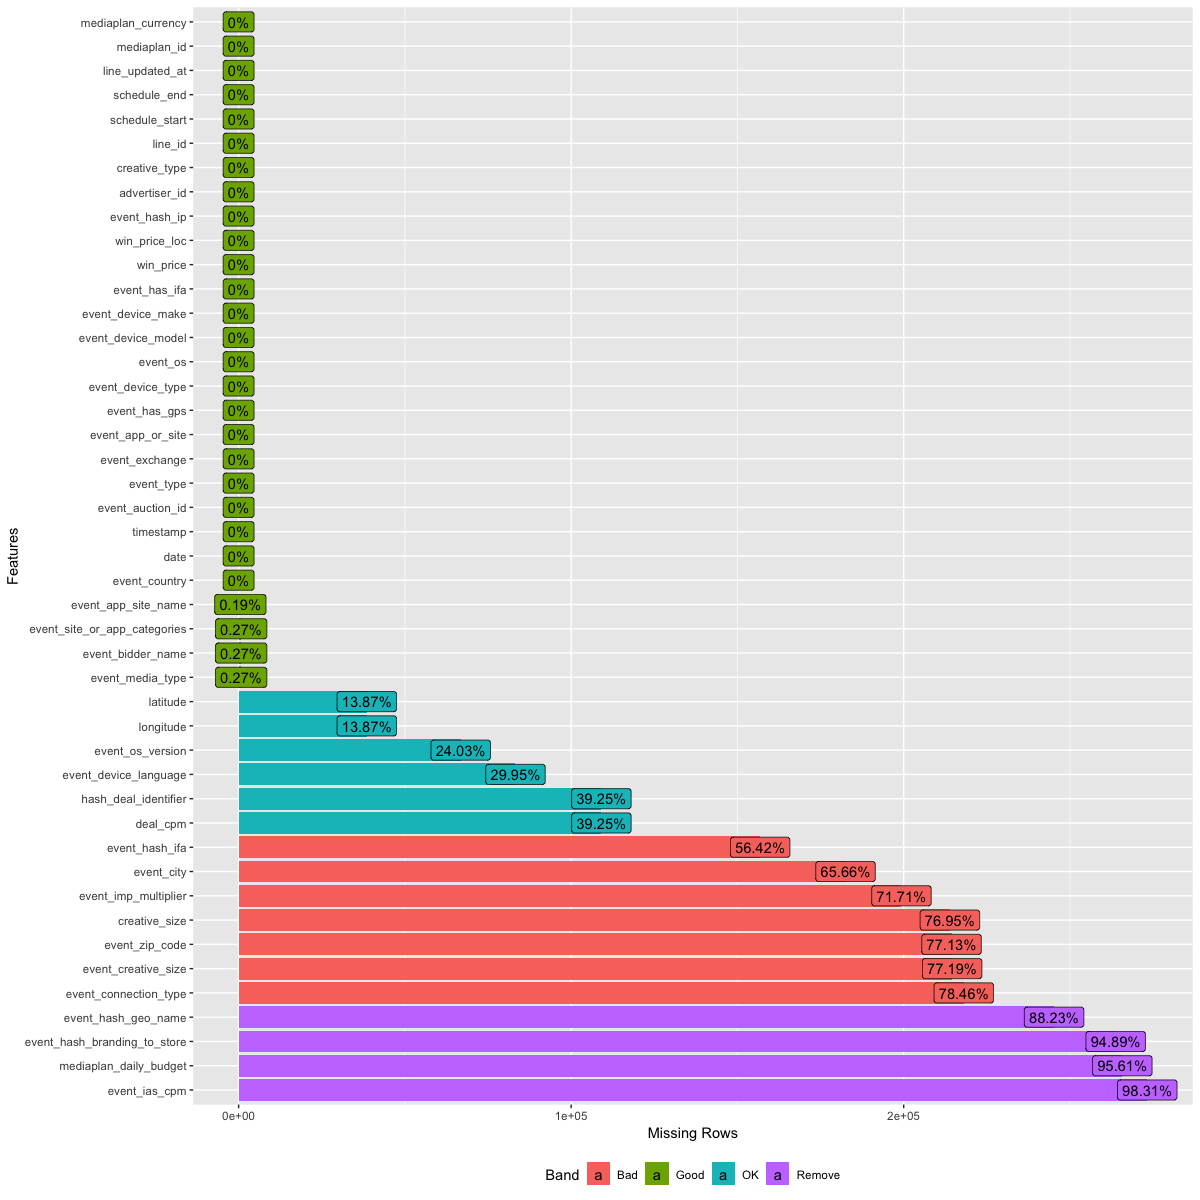 mediaplan_currency 0%
mediaplan_id 0%
line_updated_at 0%
schedule_end 0%
schedule_start 0%
line_id 0%
creative_type 0%
advertiser_id 0%
event_hash_ip 0%
win_price_loc 0%
win_price 0%
event_has_ifa 0%
event_device_make 0%
event_device_model 0%
event_os 0%
event_device_type 0%
event_has_gps 0%
event_app_or_site 0%
event_exchange 0%
event_type 0%
event_auction_id 0%
timestamp 0%
date 0%
event_country 0%
event_app_site_name 0.19%
event_site_or_app_categories 0.27%
event_bidder_name 0.27%
event_media_type 0.27%
latitude 13.87%
longitude 13.87%
event_os_version 24.03%
event_device_language 29.95%
hash_deal_identifier 39.25%
deal_cpm 39.25%
event_hash_ifa 56.42%
event_city 65.66%
event_imp_multiplier 71.71%
creative_size 76.95%
event_zip_code 77.13%
event_creative_size 77.19%
event_connection_type 78.46%
event_hash_geo_name 88.23%
event_hash_branding_to_store 94.89%
mediaplan_daily_budget 95.61%
event_ias_cpm 98.31%
Features
0e+00 1e+05 2e+05
Missing Rows
Band a Bad a Good a OK a Remove